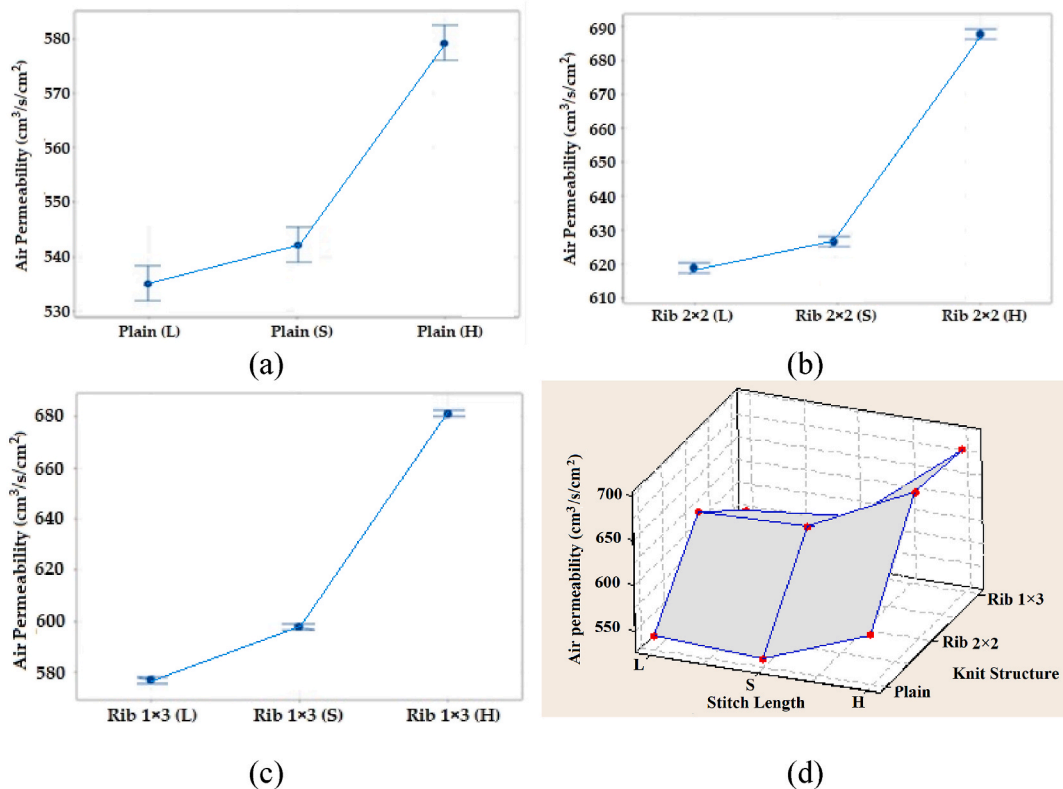 580
570
560
550
540
530
Air Permeability (cm³/s/cm²)
Plain (L) Plain (S) Plain (H)
(a)
690
680
670
660
650
640
630
620
610
Air Permeability (cm³/s/cm²)
Rib 2×2 (L) Rib 2×2 (S) Rib 2×2 (H)
(b)
680
660
640
620
600
580
Air Permeability (cm³/s/cm²)
Rib 1×3 (L) Rib 1×3 (S) Rib 1×3 (H)
(c)
700
650
600
550
Air permeability (cm³/s/cm²)
L
S
H
Stitch Length
Plain
Rib 2×2
Rib 1×3
Knit Structure
(d)